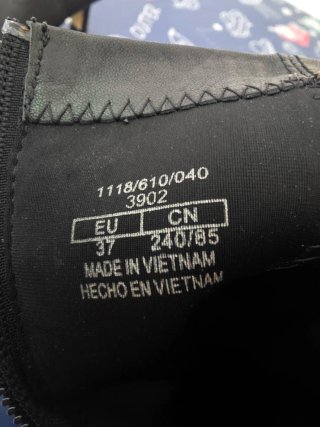 1118/610/040
3902
EU CN
37 240/85
MADE IN VIETNAM
HECHO EN VIETNAM